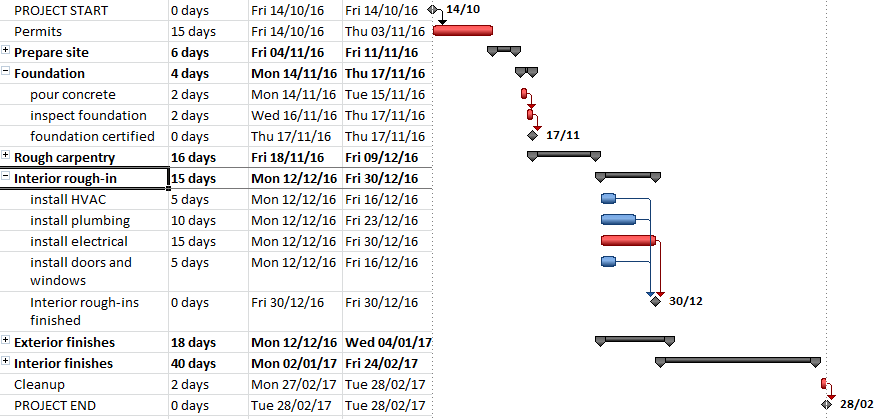 PROJECT START 0 days Fri 14/10/16 Fri 14/10/16 14/10
Permits 15 days Fri 14/10/16 Thu 03/11/16
Prepare site 6 days Fri 04/11/16 Fri 11/11/16
Foundation 4 days Mon 14/11/16 Thu 17/11/16
pour concrete 2 days Mon 14/11/16 Tue 15/11/16
inspect foundation 2 days Wed 16/11/16 Thu 17/11/16
foundation certified 0 days Thu 17/11/16 Thu 17/11/16 17/11
Rough carpentry 16 days Fri 18/11/16 Fri 09/12/16
Interior rough-in 15 days Mon 12/12/16 Fri 30/12/16
install HVAC 5 days Mon 12/12/16 Fri 16/12/16
install plumbing 10 days Mon 12/12/16 Fri 23/12/16
install electrical 15 days Mon 12/12/16 Fri 30/12/16
install doors and 5 days Mon 12/12/16 Fri 16/12/16
windows
Interior rough-ins 0 days Fri 30/12/16 Fri 30/12/16 30/12
finished
Exterior finishes 18 days Mon 12/12/16 Wed 04/01/17
Interior finishes 40 days Mon 02/01/17 Fri 24/02/17
Cleanup 2 days Mon 27/02/17 Tue 28/02/17
PROJECT END 0 days Tue 28/02/17 Tue 28/02/17 28/02